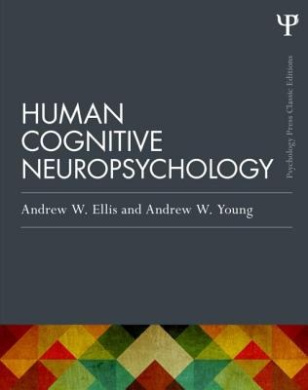 Ψ
Psychology Press Classic Editions
HUMAN
COGNITIVE
NEUROPSYCHOLOGY
Andrew W. Ellis and Andrew W. Young